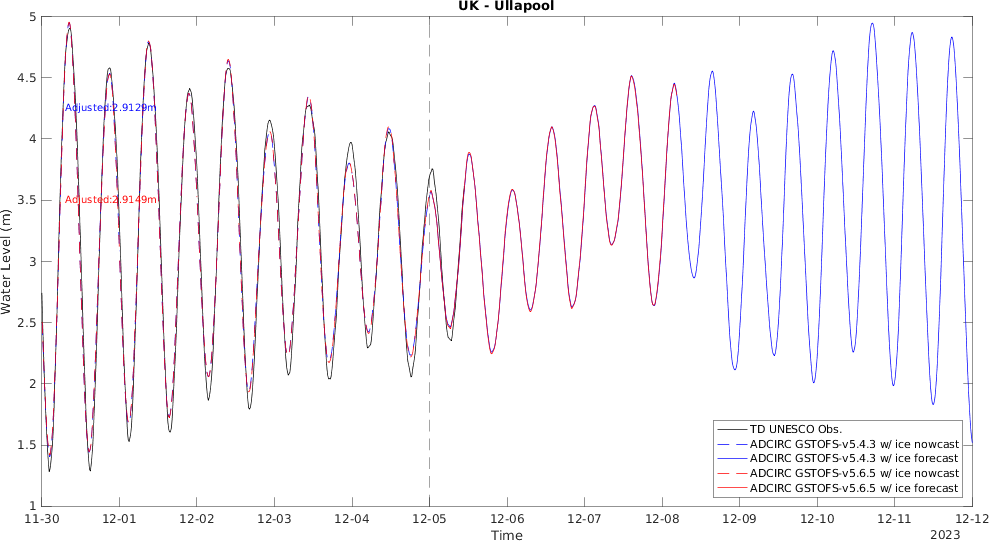 UK - Ullapool
5
4.5
4
3.5
3
2.5
2
1.5
1
Water Level (m)
Adjusted:2.9129m
Adjusted:2.9149m
TD UNESCO Obs.
ADCIRC GSTOFS-v5.4.3 w/ ice nowcast
ADCIRC GSTOFS-v5.4.3 w/ ice forecast
ADCIRC GSTOFS-v5.6.5 w/ ice nowcast
ADCIRC GSTOFS-v5.6.5 w/ ice forecast
11-30 12-01 12-02 12-03 12-04 12-05 12-06 12-07 12-08 12-09 12-10 12-11 12-12
Time
2023